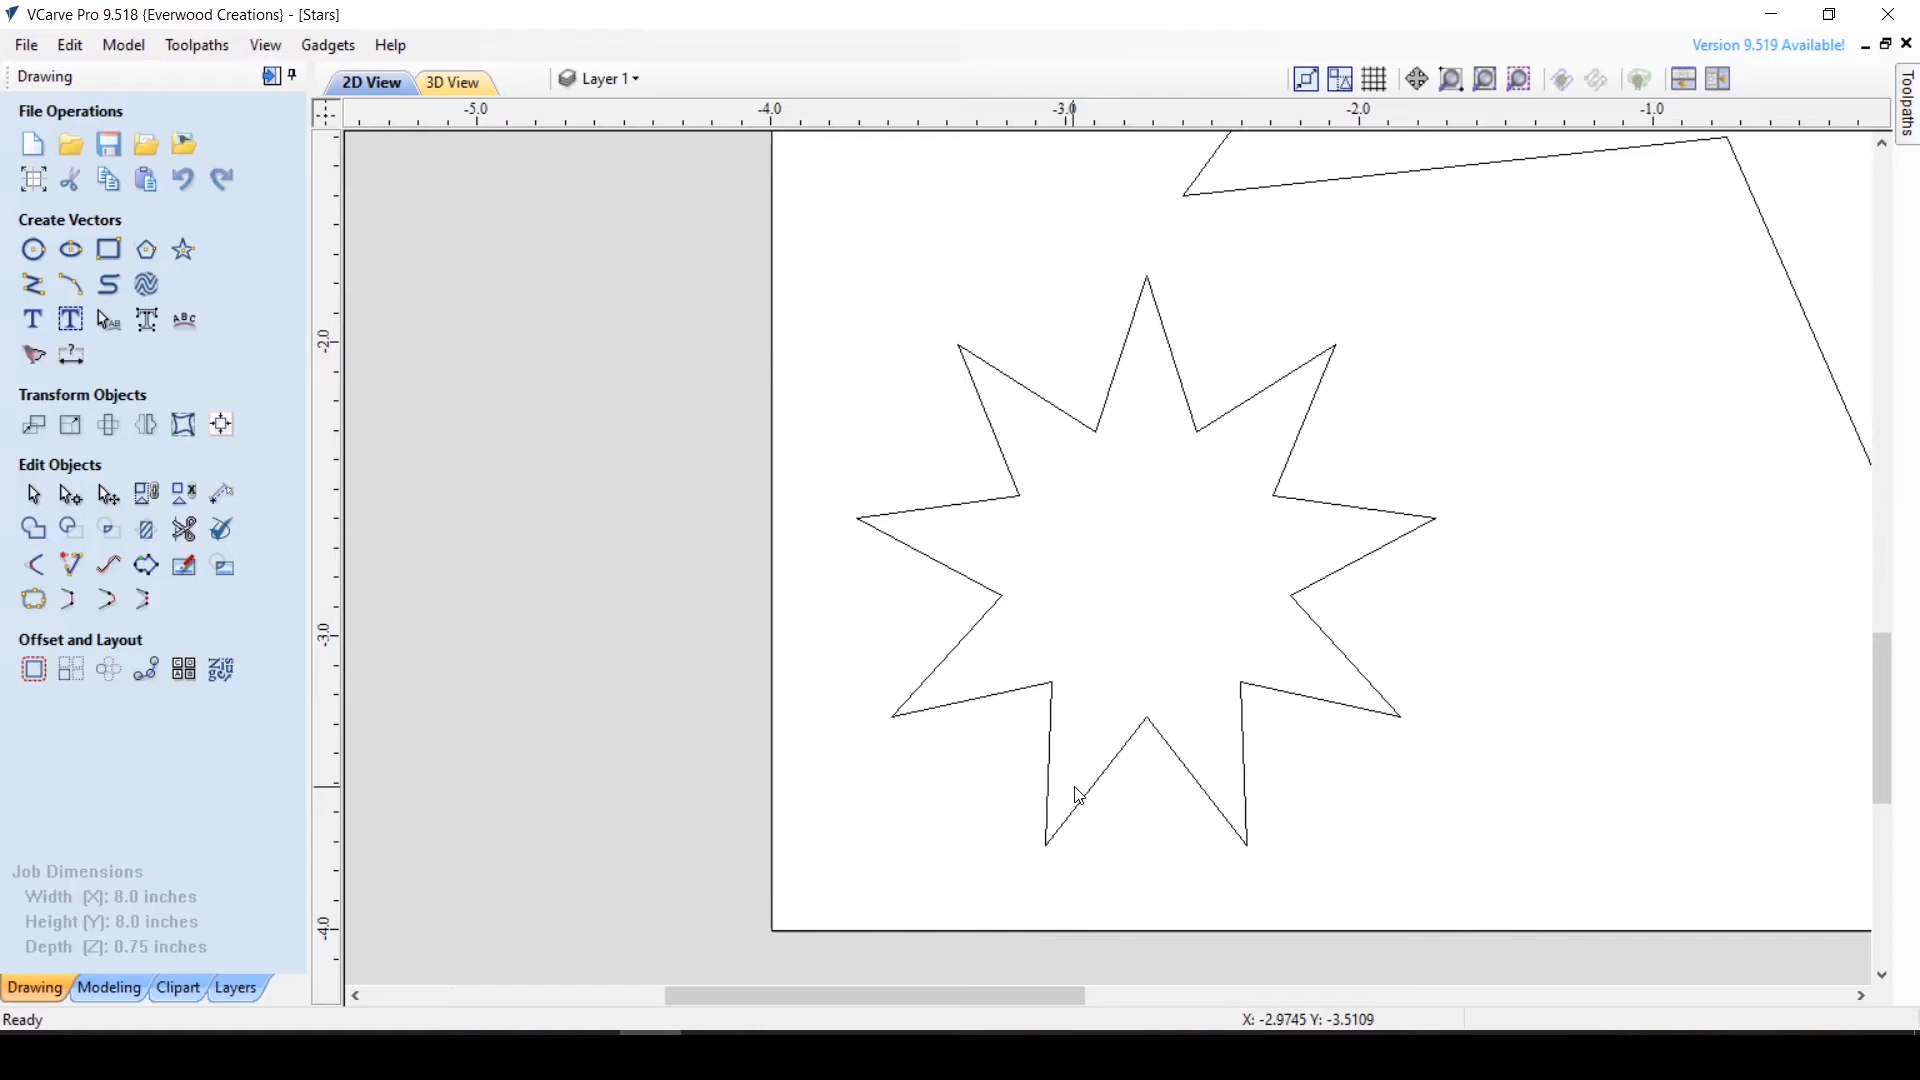 VCarve Pro 9.518 {Everwood Creations} - [Stars]
File Edit Model Toolpaths View Gadgets Help
Version 9.519 Available!
Drawing
2D View 3D View Layer 1
Toolpaths
File Operations
-5.0 -4.0 -3.0 -2.0 -1.0
Create Vectors
-2.0
Transform Objects
Edit Objects
-3.0
Offset and Layout
Job Dimensions
Width (X): 8.0 inches
Height (Y): 8.0 inches
-4.0
Depth (Z): 0.75 inches
Drawing Modeling Clipart Layers
Ready
X: -2.9745 Y: -3.5109